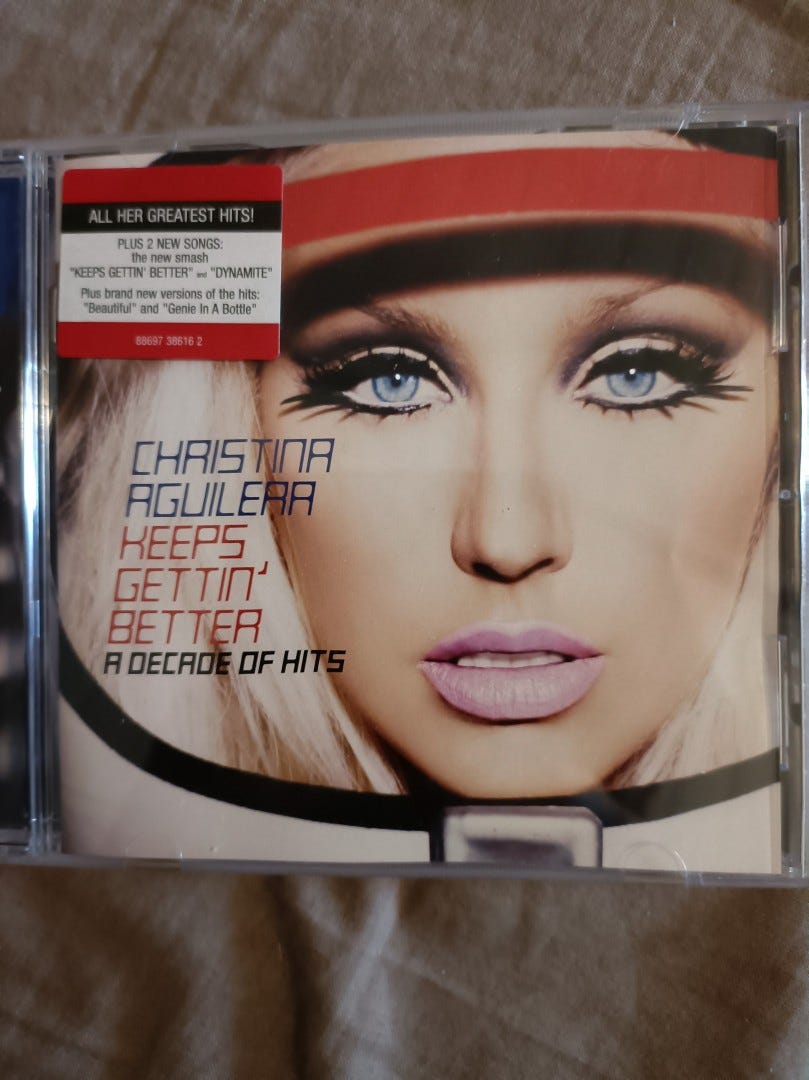 ALL HER GREATEST HITS!
PLUS 2 NEW SONGS:
the new smash
"KEEPS GETTIN' BETTER" and "DYNAMITE"
Plus brand new versions of the hits:
"Beautiful" and "Genie In A Bottle"
88697 38616 2
CHRISTINA
AGUILERA
KEEPS
GETTIN'
BETTER
A DECADE OF HITS